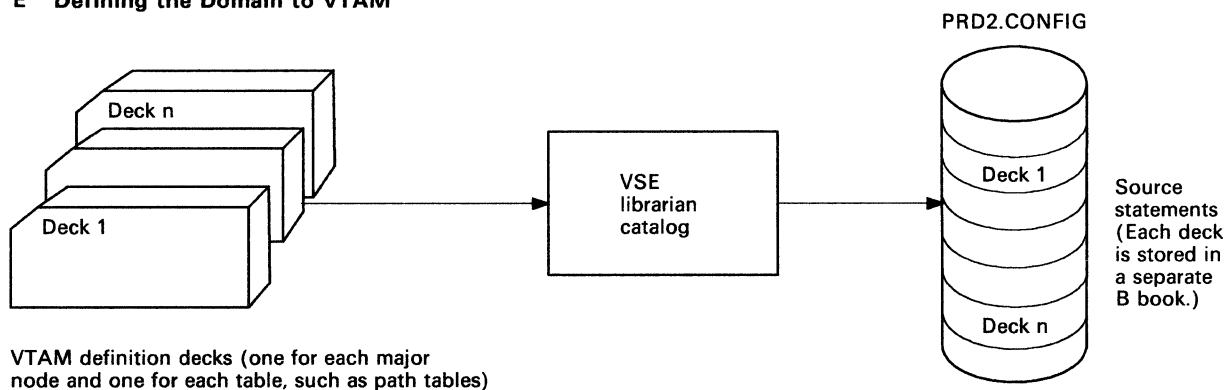 E Defining the Domain to VTAM
PRD2.CONFIG
Deck n
Deck 1
VSE
librarian
catalog
Deck 1
Deck n
Source
statements
(Each deck
is stored in
a separate
B book.)
VTAM definition decks (one for each major
node and one for each table, such as path tables)